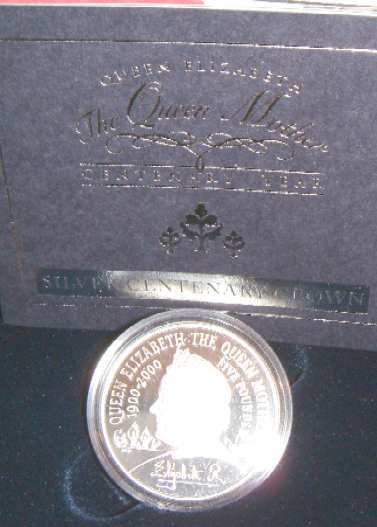 QUEEN ELIZABETH
The Queen Mother
CENTENARY YEAR
SILVER CENTENARY CROWN
QUEEN ELIZABETH THE QUEEN MOTHER
1900-2000
FIVE POUNDS
Elizabeth R